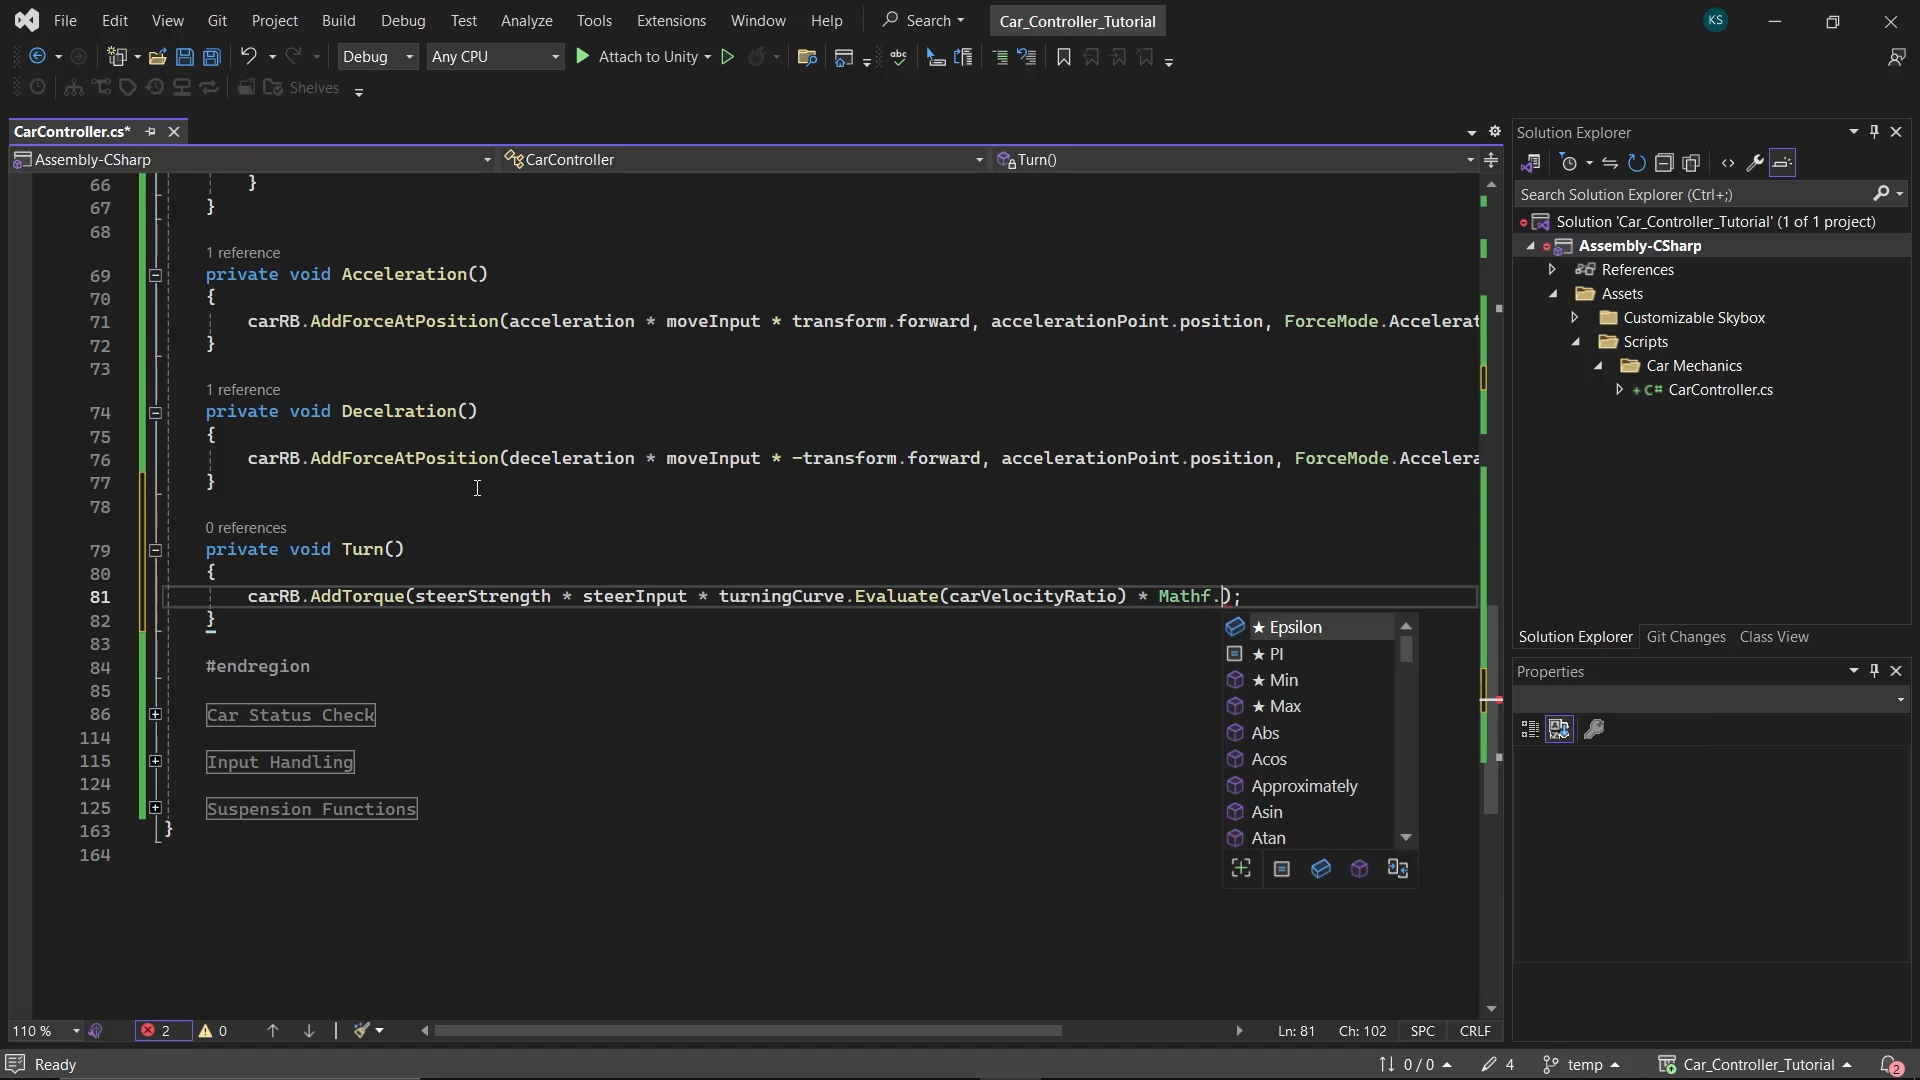 File Edit View Git Project Build Debug Test Analyze Tools Extensions Window Help Search Car_Controller_Tutorial KS
Debug Any CPU Attach to Unity abc
Shelves
CarController.cs*
Assembly-CSharp CarController Turn()
66 }
67 }
68
1 reference
69 private void Acceleration()
70 {
71 carRB.AddForceAtPosition(acceleration * moveInput * transform.forward, accelerationPoint.position, ForceMode.Accelerat
72 }
73
1 reference
74 private void Decelration()
75 {
76 carRB.AddForceAtPosition(deceleration * moveInput * -transform.forward, accelerationPoint.position, ForceMode.Accelera
77 }
78
0 references
79 private void Turn()
80 {
81 carRB.AddTorque(steerStrength * steerInput * turningCurve.Evaluate(carVelocityRatio) * Mathf.);
82 }
83
84 #endregion
85
86 Car Status Check
114
115 Input Handling
124
125 Suspension Functions
163 }
164
★ Epsilon
★ PI
★ Min
★ Max
Abs
Acos
Approximately
Asin
Atan
110 % 2 0 Ln: 81 Ch: 102 SPC CRLF
Solution Explorer
Search Solution Explorer (Ctrl+;)
Solution 'Car_Controller_Tutorial' (1 of 1 project)
Assembly-CSharp
References
Assets
Customizable Skybox
Scripts
Car Mechanics
+ C# CarController.cs
Solution Explorer Git Changes Class View
Properties
Ready 0 / 0 4 temp Car_Controller_Tutorial 2